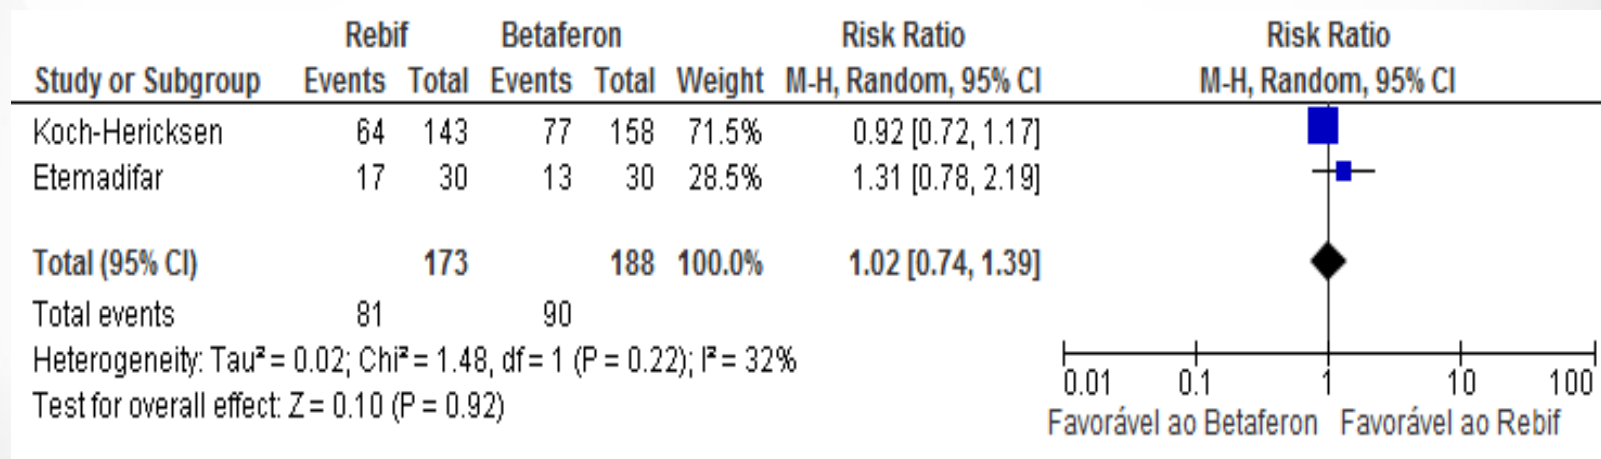 Rebif Betaferon Risk Ratio Risk Ratio
Study or Subgroup Events Total Events Total Weight M-H, Random, 95% CI M-H, Random, 95% CI
Koch-Hericksen 64 143 77 158 71.5% 0.92 [0.72, 1.17]
Etemadifar 17 30 13 30 28.5% 1.31 [0.78, 2.19]
Total (95% CI) 173 188 100.0% 1.02 [0.74, 1.39]
Total events 81 90
Heterogeneity: Tau² = 0.02; Chi² = 1.48, df = 1 (P = 0.22); I² = 32%
Test for overall effect: Z = 0.10 (P = 0.92)
0.01 0.1 1 10 100
Favorável ao Betaferon Favorável ao Rebif